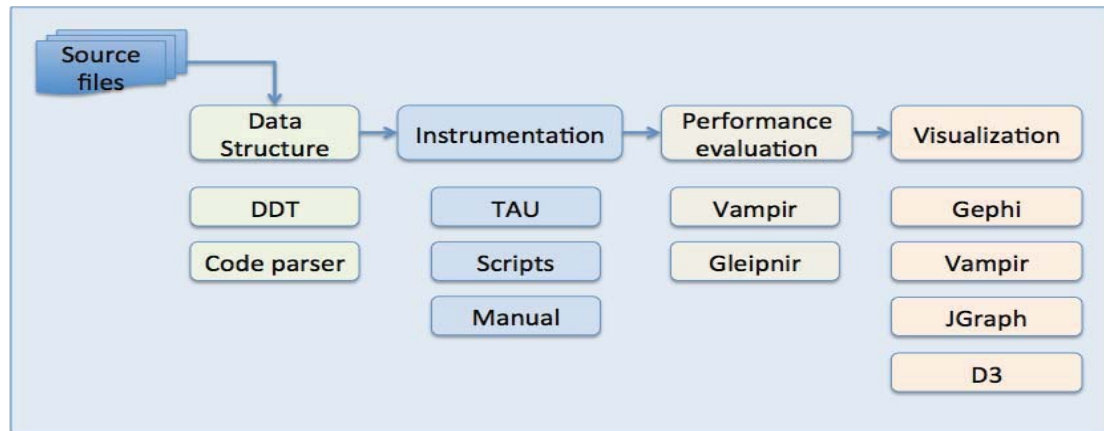 Source
files
Data
Structure
Instrumentation
Performance
evaluation
Visualization
DDT
TAU
Vampir
Gephi
Code parser
Scripts
Gleipnir
Vampir
Manual
JGraph
D3